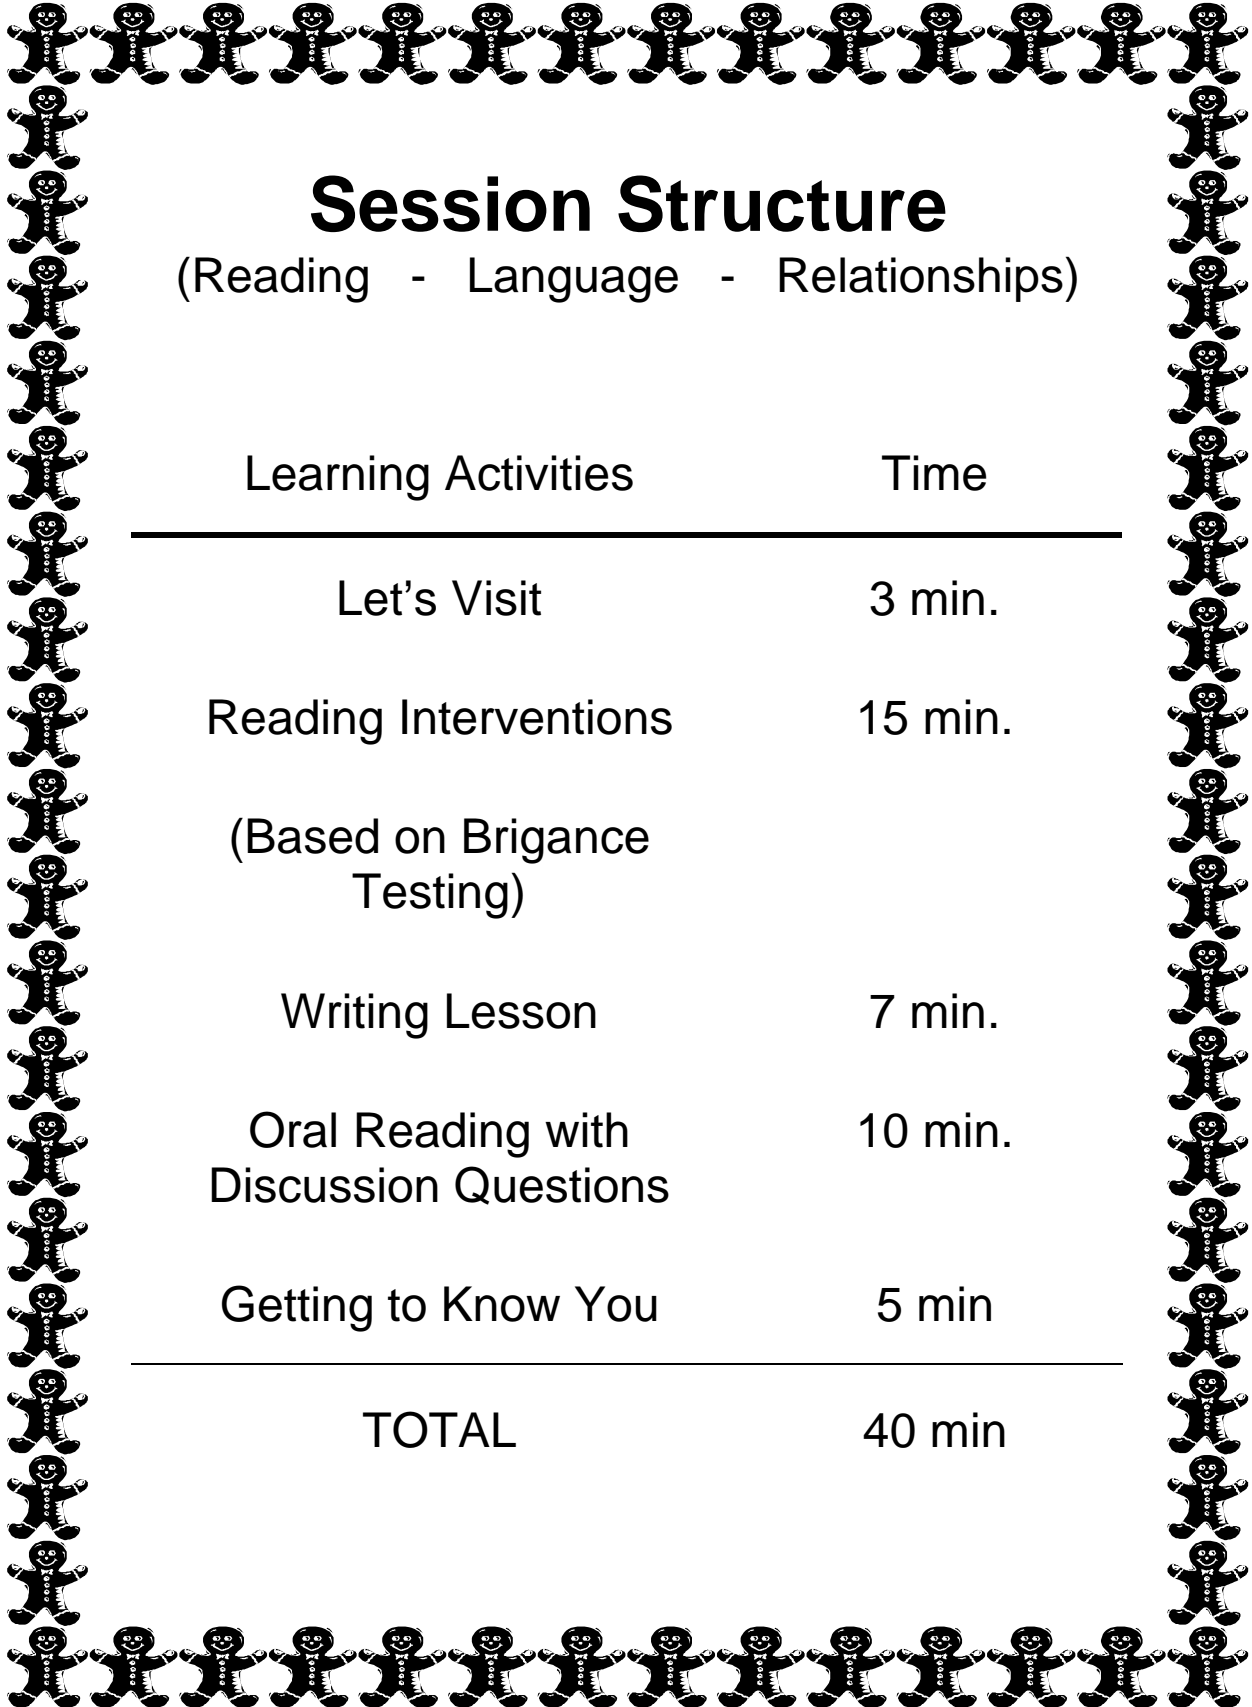 Session Structure
(Reading - Language - Relationships)
Learning Activities Time
Let’s Visit 3 min.
Reading Interventions 15 min.
(Based on Brigance
Testing)
Writing Lesson 7 min.
Oral Reading with 10 min.
Discussion Questions
Getting to Know You 5 min
TOTAL 40 min